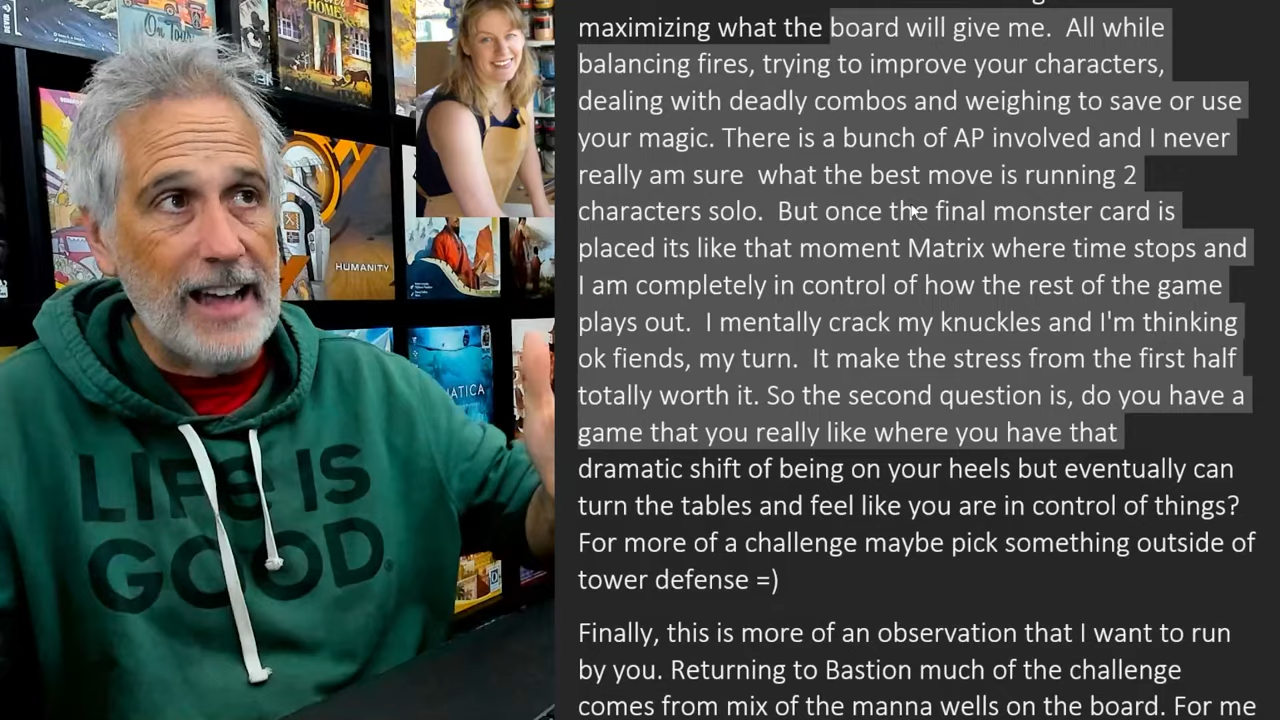 On Tour
HOME
HUMANITY
ATICA
LIFE IS
GOOD.
maximizing what the board will give me.  All while
balancing fires, trying to improve your characters,
dealing with deadly combos and weighing to save or use
your magic. There is a bunch of AP involved and I never
really am sure  what the best move is running 2
characters solo.  But once the final monster card is
placed its like that moment Matrix where time stops and
I am completely in control of how the rest of the game
plays out.  I mentally crack my knuckles and I'm thinking
ok fiends, my turn.  It make the stress from the first half
totally worth it. So the second question is, do you have a
game that you really like where you have that
dramatic shift of being on your heels but eventually can
turn the tables and feel like you are in control of things?
For more of a challenge maybe pick something outside of
tower defense =)
Finally, this is more of an observation that I want to run
by you. Returning to Bastion much of the challenge
comes from mix of the manna wells on the board. For me